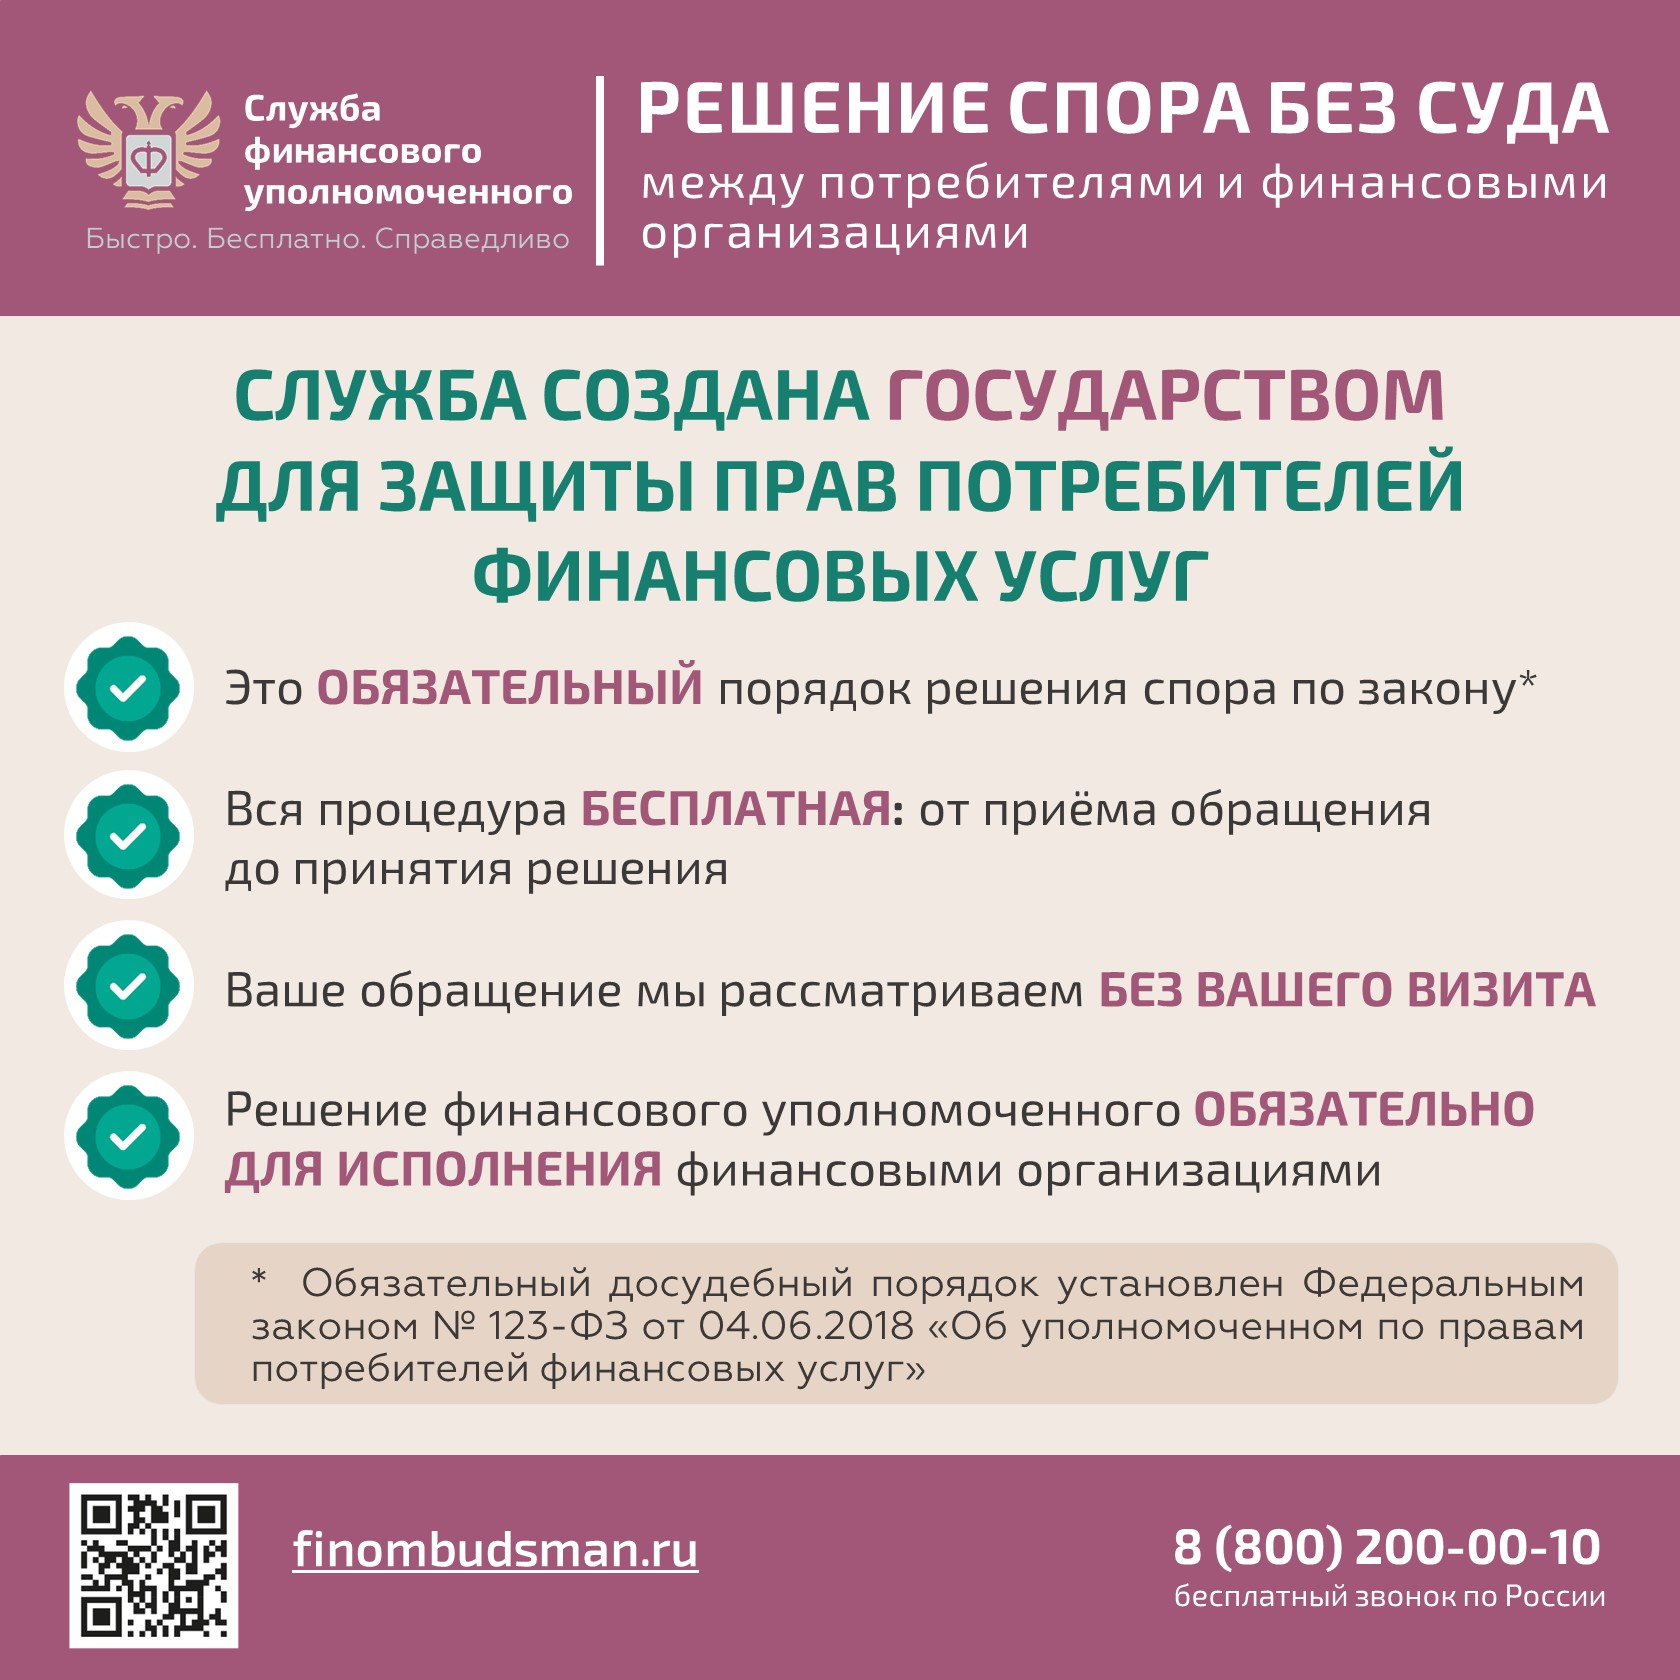 Служба
финансового
уполномоченного
Быстро. Бесплатно. Справедливо
РЕШЕНИЕ СПОРА БЕЗ СУДА
между потребителями и финансовыми
организациями
СЛУЖБА СОЗДАНА ГОСУДАРСТВОМ
ДЛЯ ЗАЩИТЫ ПРАВ ПОТРЕБИТЕЛЕЙ
ФИНАНСОВЫХ УСЛУГ
Это ОБЯЗАТЕЛЬНЫЙ порядок решения спора по закону*
Вся процедура БЕСПЛАТНАЯ: от приёма обращения
до принятия решения
Ваше обращение мы рассматриваем БЕЗ ВАШЕГО ВИЗИТА
Решение финансового уполномоченного ОБЯЗАТЕЛЬНО
ДЛЯ ИСПОЛНЕНИЯ финансовыми организациями
* Обязательный досудебный порядок установлен Федеральным
законом № 123-ФЗ от 04.06.2018 «Об уполномоченном по правам
потребителей финансовых услуг»
finombudsman.ru
8 (800) 200-00-10
бесплатный звонок по России